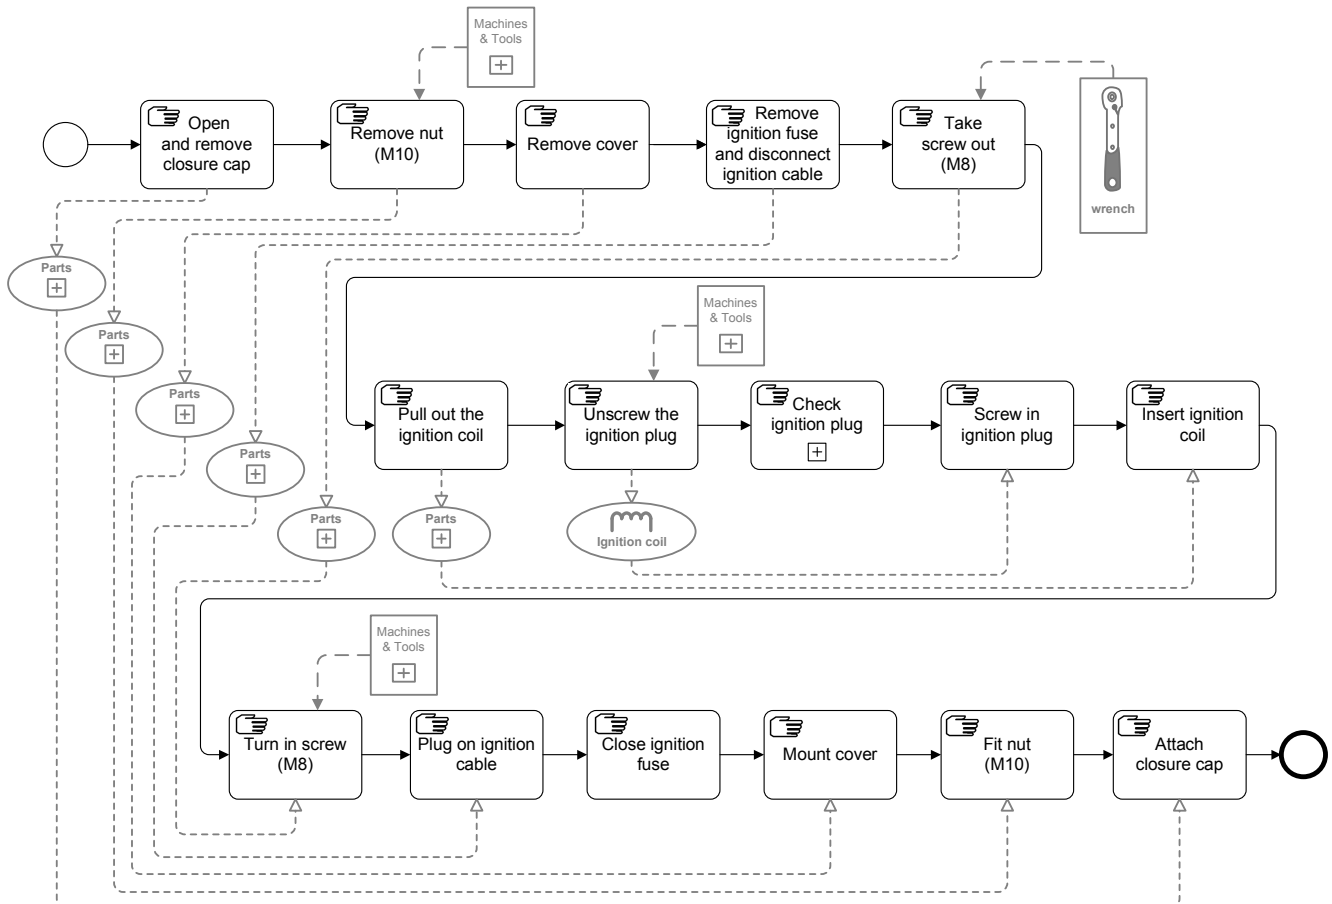 Machines
& Tools
Open
and remove
closure cap
Remove nut
(M10)
Remove cover
Remove
ignition fuse
and disconnect
ignition cable
Take
screw out
(M8)
wrench
Parts
Parts
Parts
Parts
Parts
Parts
Machines
& Tools
Pull out the
ignition coil
Unscrew the
ignition plug
Check
ignition plug
Screw in
ignition plug
Insert ignition
coil
Ignition coil
Machines
& Tools
Turn in screw
(M8)
Plug on ignition
cable
Close ignition
fuse
Mount cover
Fit nut
(M10)
Attach
closure cap